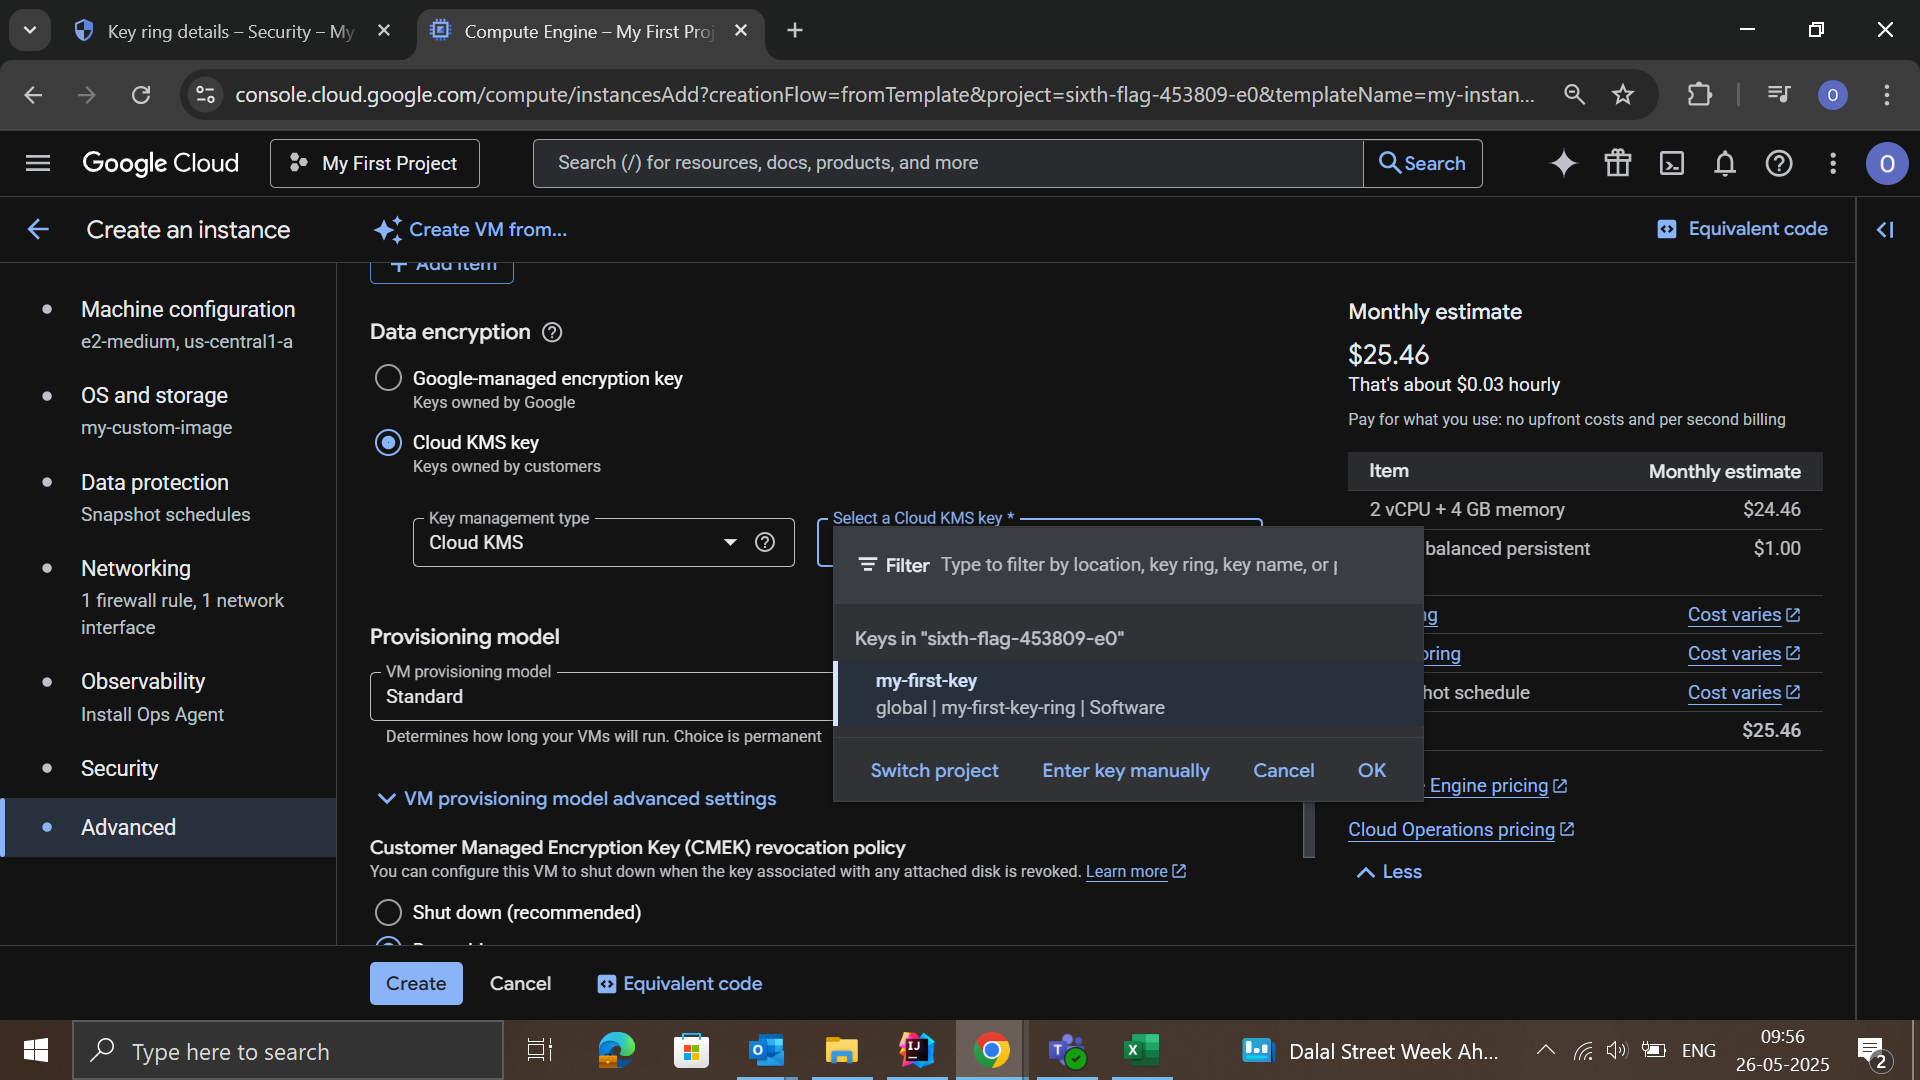 Key ring details – Security – My
Compute Engine – My First Proj
console.cloud.google.com/compute/instancesAdd?creationFlow=fromTemplate&project=sixth-flag-453809-e0&templateName=my-instan...
O
Google Cloud
My First Project
Search (/) for resources, docs, products, and more
Search
O
Create an instance
Create VM from...
Equivalent code
Machine configuration
e2-medium, us-central1-a
OS and storage
my-custom-image
Data protection
Snapshot schedules
Networking
1 firewall rule, 1 network
interface
Observability
Install Ops Agent
Security
Advanced
+ Add item
Data encryption
Google-managed encryption key
Keys owned by Google
Cloud KMS key
Keys owned by customers
Key management type
Cloud KMS
Select a Cloud KMS key *
Filter Type to filter by location, key ring, key name, or p
Keys in "sixth-flag-453809-e0"
my-first-key
global | my-first-key-ring | Software
Switch project
Enter key manually
Cancel
OK
Provisioning model
VM provisioning model
Standard
Determines how long your VMs will run. Choice is permanent
VM provisioning model advanced settings
Customer Managed Encryption Key (CMEK) revocation policy
You can configure this VM to shut down when the key associated with any attached disk is revoked. Learn more
Shut down (recommended)
Monthly estimate
$25.46
That's about $0.03 hourly
Pay for what you use: no upfront costs and per second billing
Item Monthly estimate
2 vCPU + 4 GB memory $24.46
balanced persistent $1.00
Cost varies
Cost varies
schedule Cost varies
$25.46
Engine pricing
Cloud Operations pricing
Less
Create
Cancel
Equivalent code
Type here to search
Dalal Street Week Ah...
ENG
09:56
26-05-2025
2